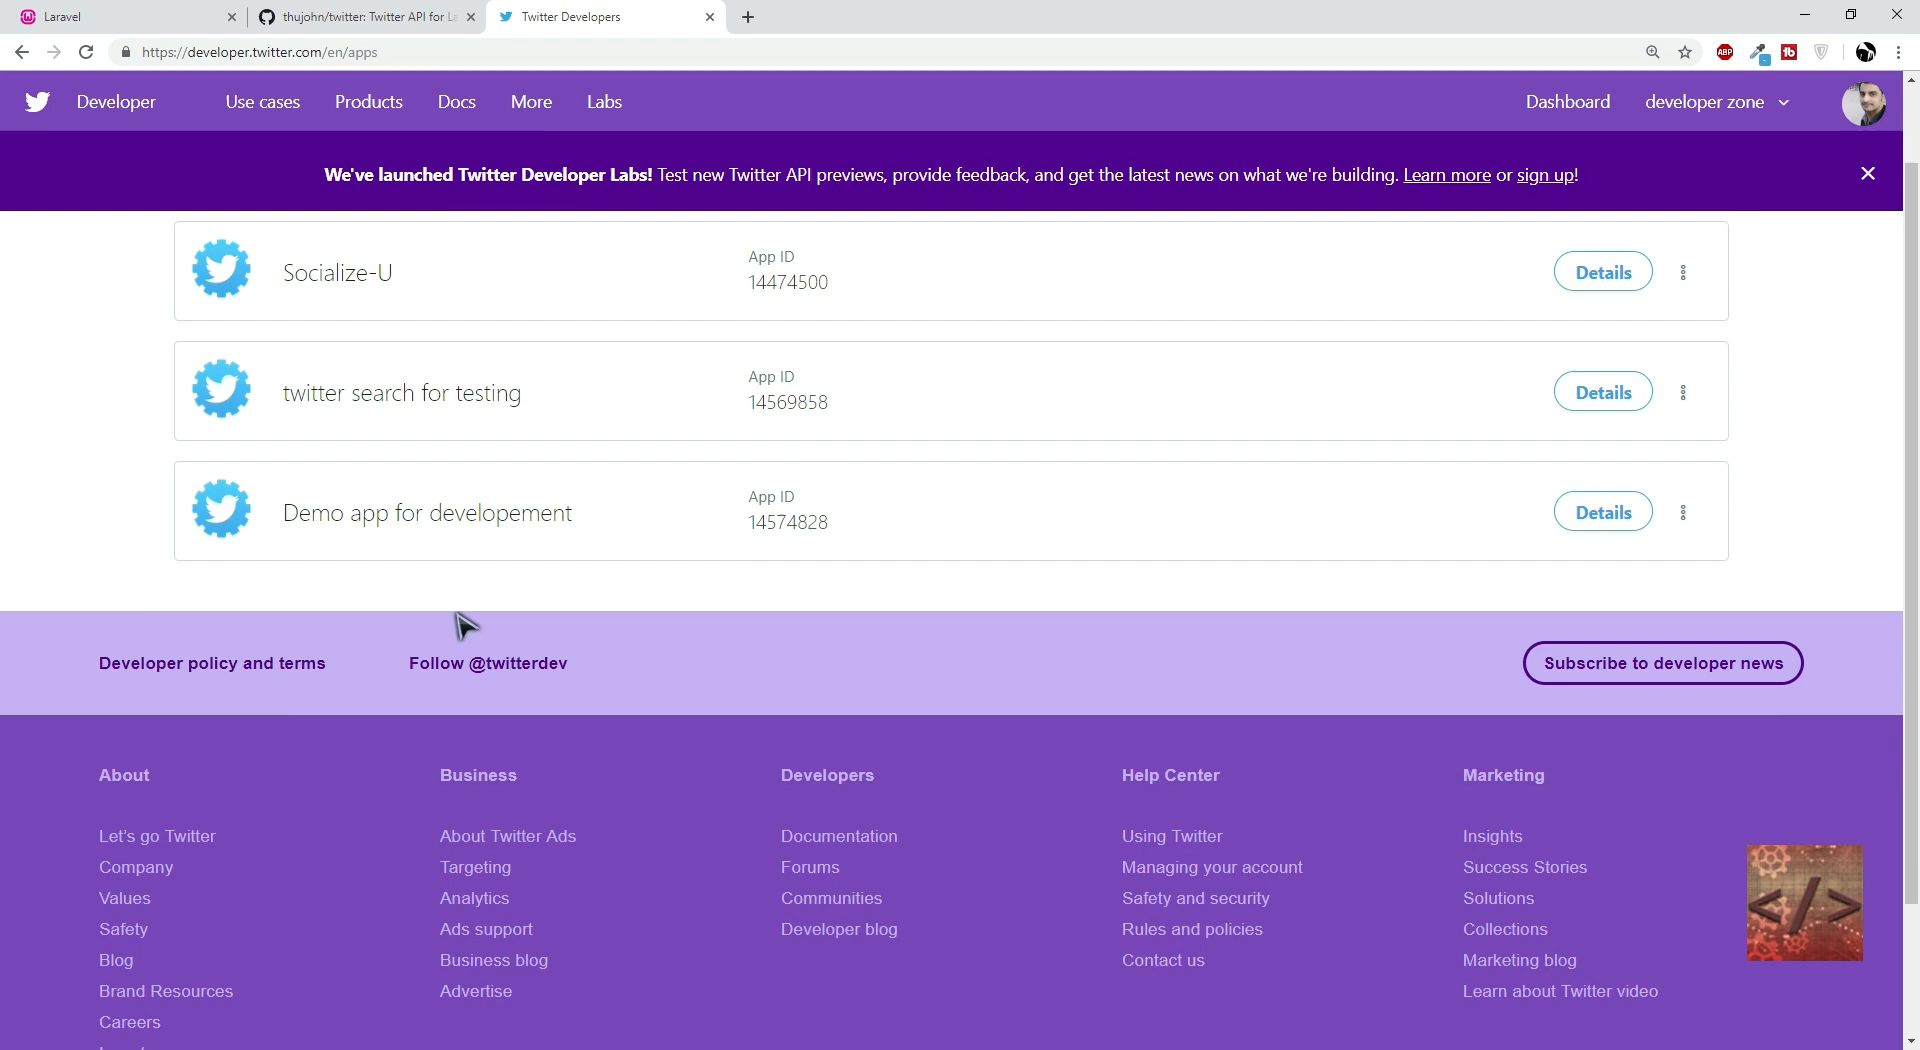 Laravel
thujohn/twitter: Twitter API for La
Twitter Developers
https://developer.twitter.com/en/apps
ABP
Developer
Use cases
Products
Docs
More
Labs
Dashboard
developer zone
We've launched Twitter Developer Labs! Test new Twitter API previews, provide feedback, and get the latest news on what we're building. Learn more or sign up!
Socialize-U
App ID
14474500
Details
twitter search for testing
App ID
14569858
Details
Demo app for developement
App ID
14574828
Details
Developer policy and terms
Follow @twitterdev
Subscribe to developer news
About
Let's go Twitter
Company
Values
Safety
Blog
Brand Resources
Careers
Business
About Twitter Ads
Targeting
Analytics
Ads support
Business blog
Advertise
Developers
Documentation
Forums
Communities
Developer blog
Help Center
Using Twitter
Managing your account
Safety and security
Rules and policies
Contact us
Marketing
Insights
Success Stories
Solutions
Collections
Marketing blog
Learn about Twitter video
</>